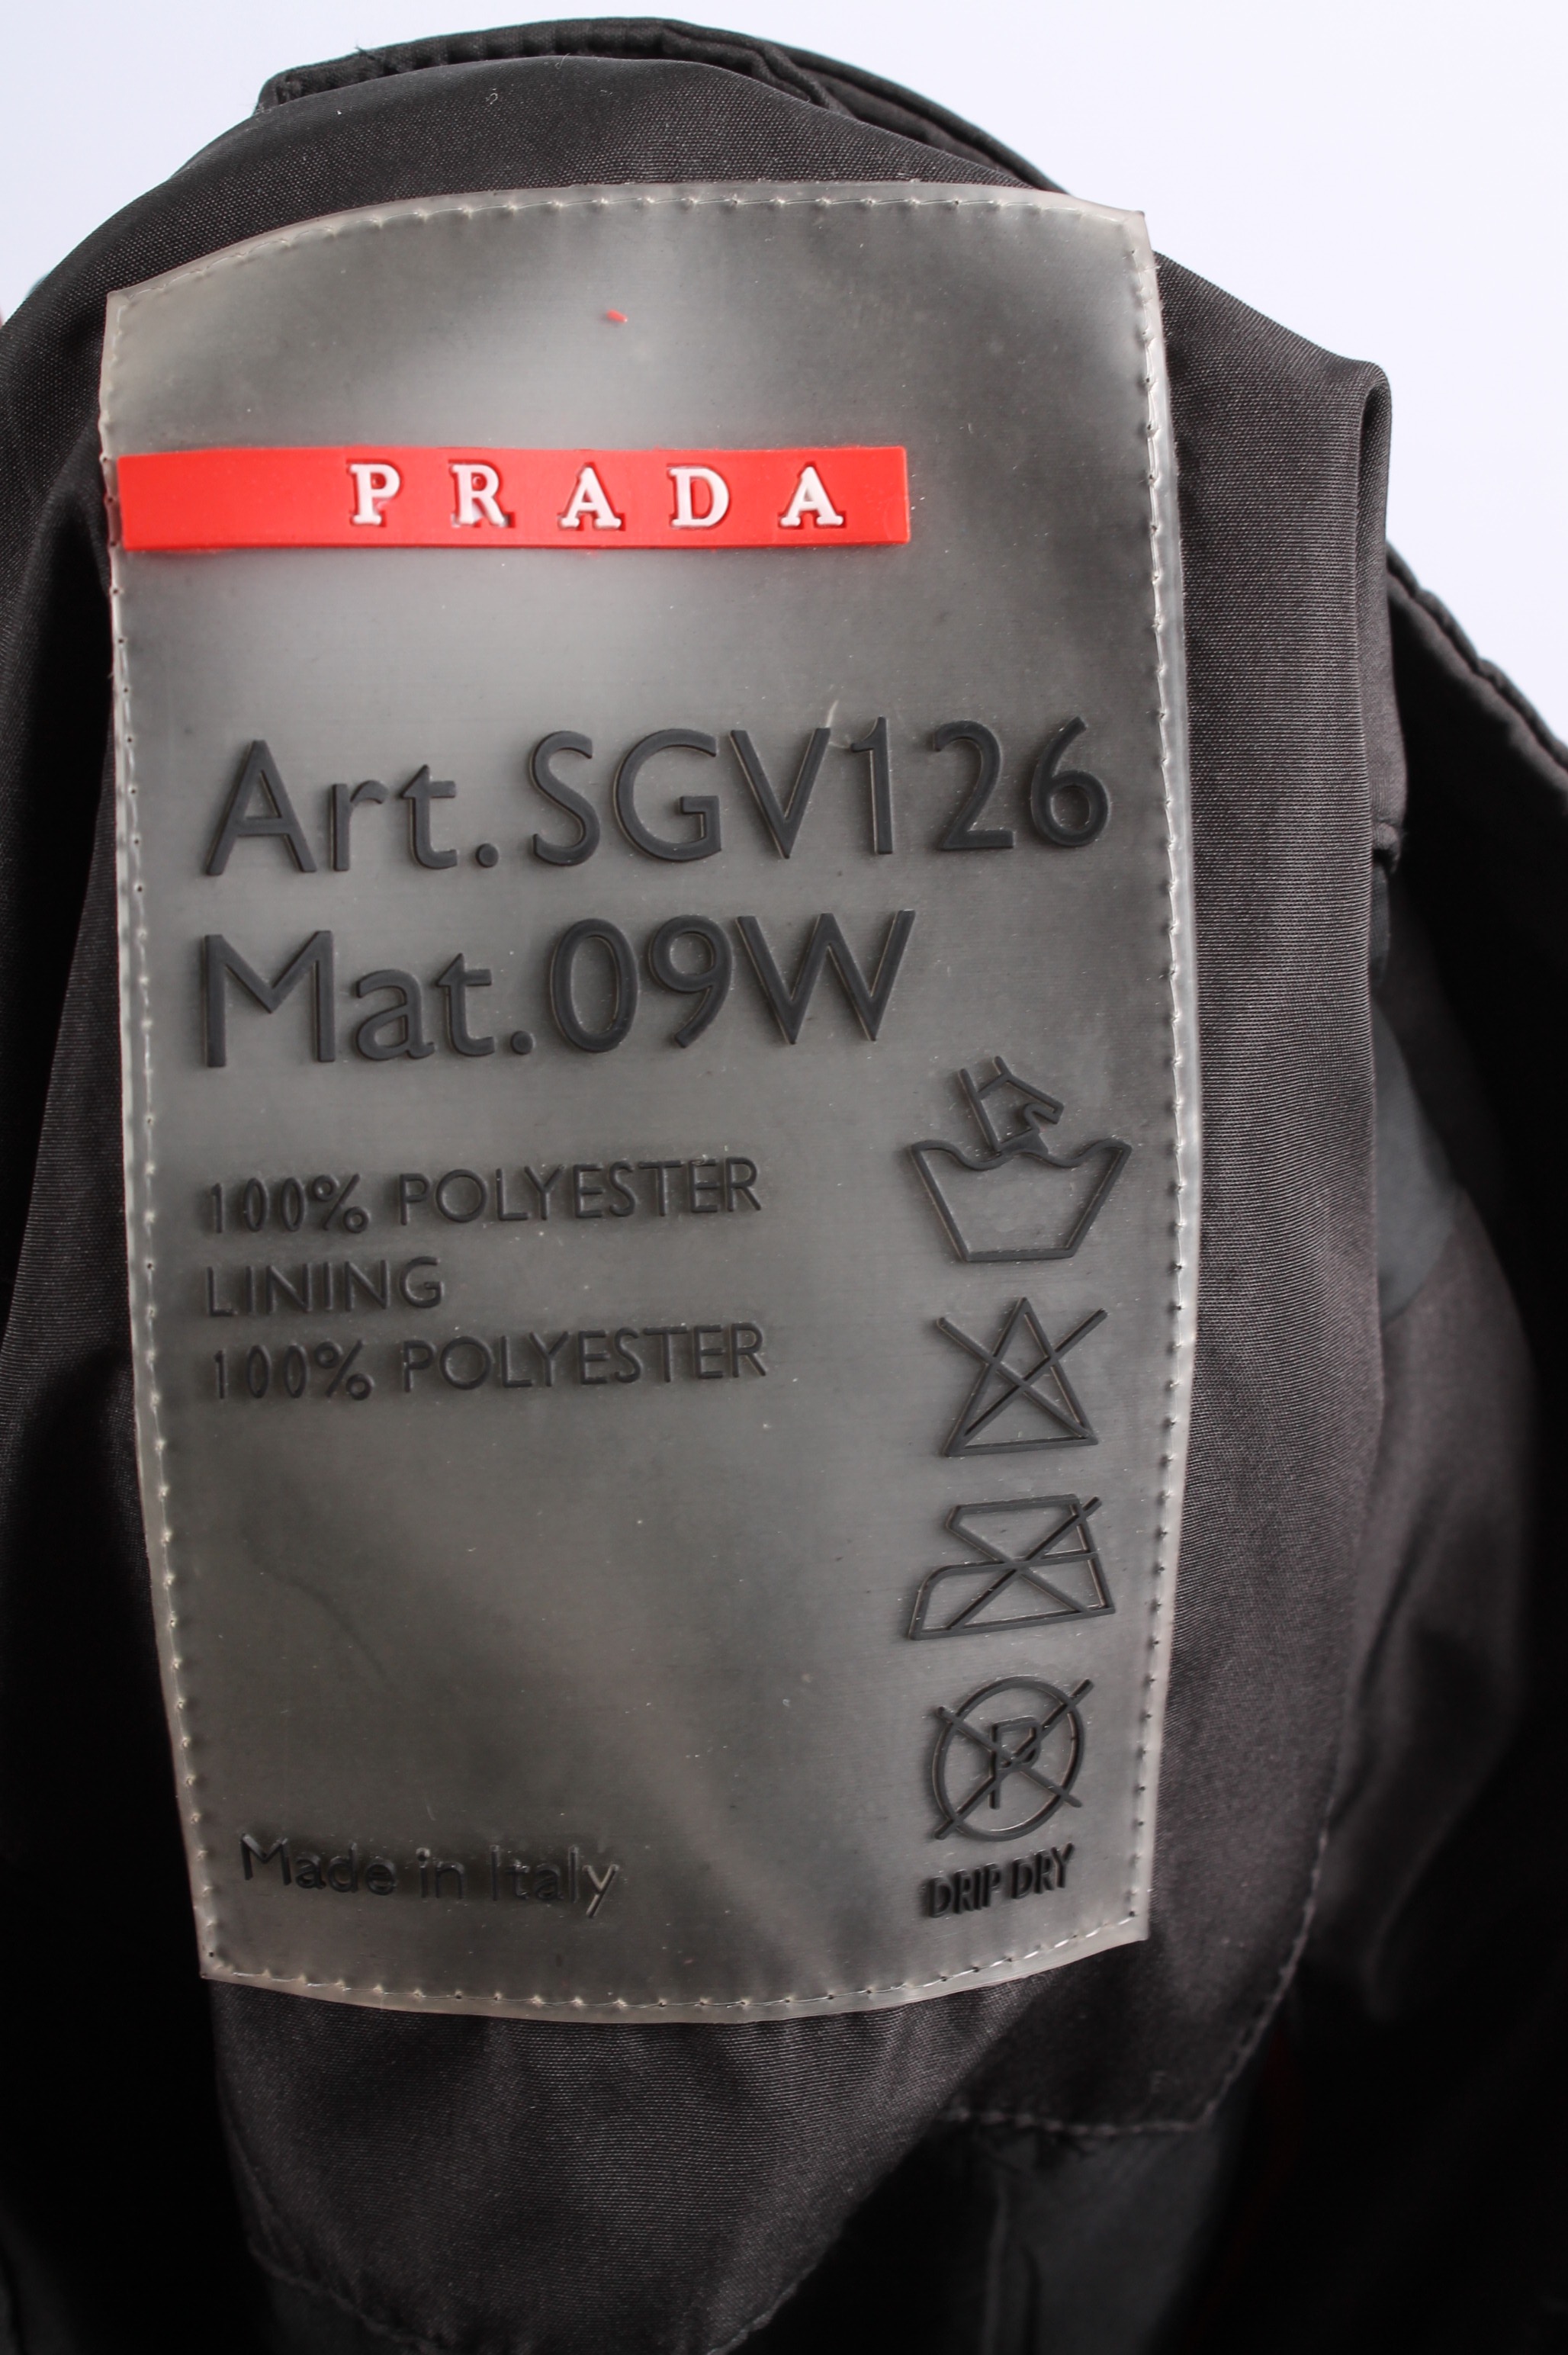 PRADA
Art.SGV126
Mat.09W
100% POLYESTER
LINING
100% POLYESTER
P
Made in Italy
DRIP DRY